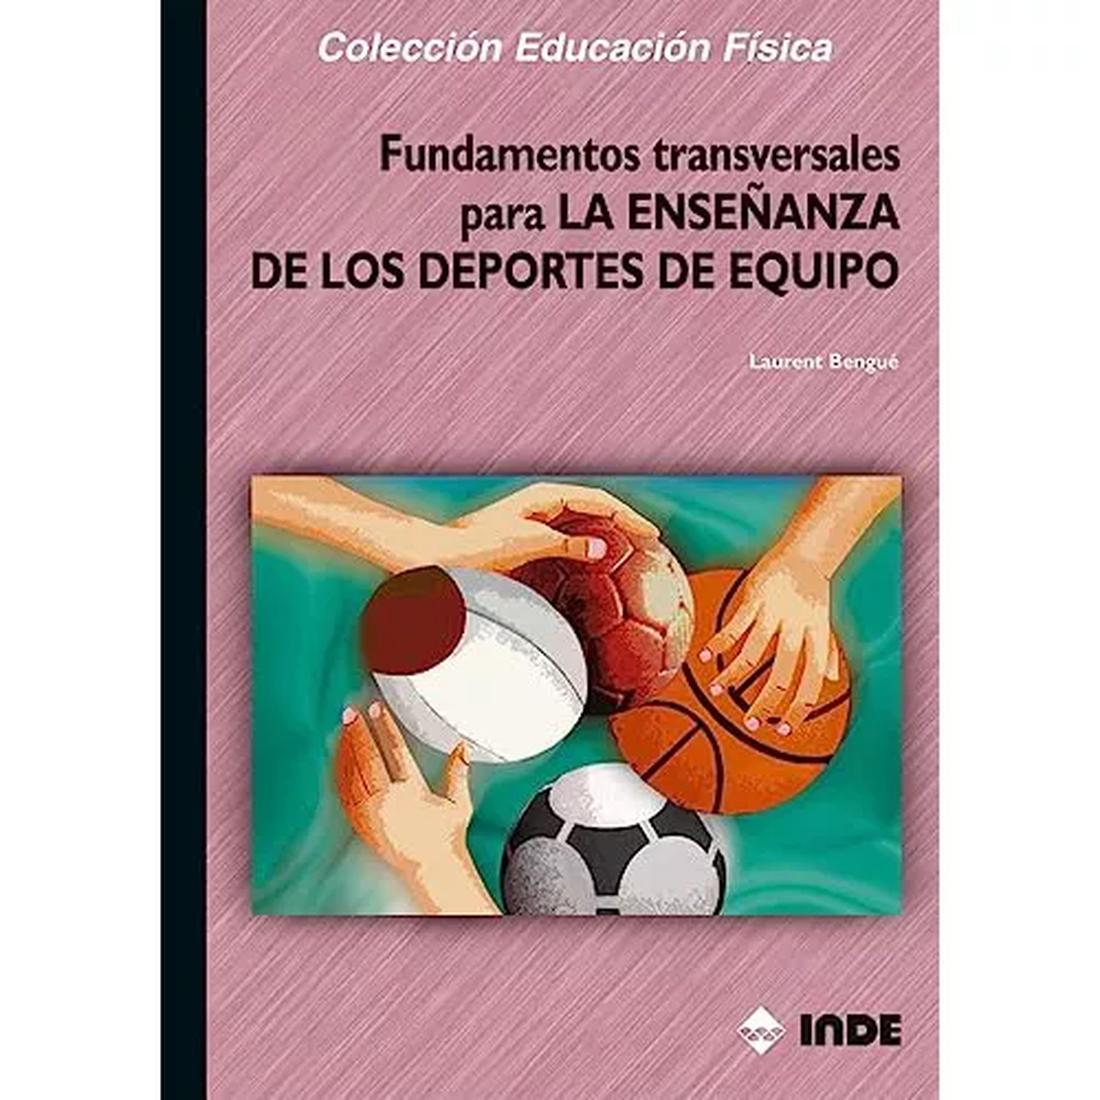 Colección Educación Física
Fundamentos transversales
para LA ENSEÑANZA
DE LOS DEPORTES DE EQUIPO
Laurent Bengué
INDE